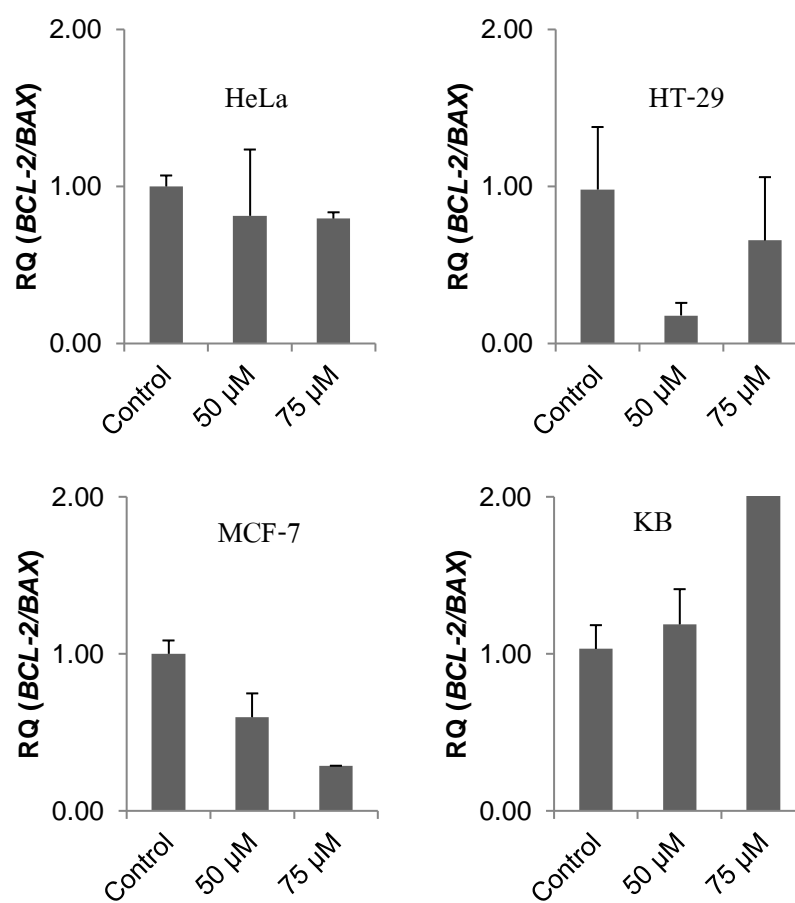 2.00
1.00
0.00
RQ (BCL-2/BAX)
HeLa
Control
50 µM
75 µM
2.00
1.00
0.00
RQ (BCL-2/BAX)
HT-29
Control
50 µM
75 µM
2.00
1.00
0.00
RQ (BCL-2/BAX)
MCF-7
Control
50 µM
75 µM
2.00
1.00
0.00
RQ (BCL-2/BAX)
KB
Control
50 µM
75 µM